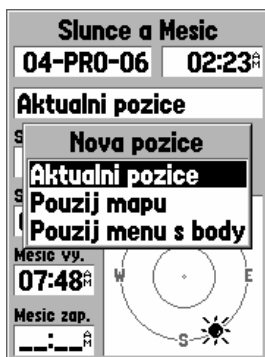 Slunce a Mesic
04-PRO-06 02:23
Aktualni pozice
Nova pozice
Aktualni pozice
Pouzij mapu
Pouzij menu s body
Mesic vy.
07:48
W E
Mesic zap.
__:__
S